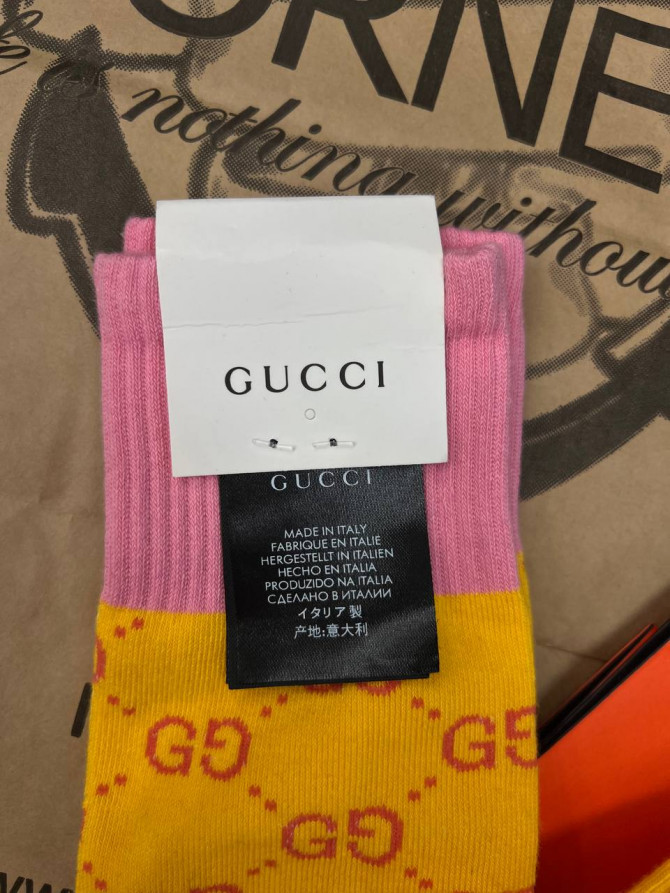 ORNE
is nothing without
GUCCI
GUCCI
MADE IN ITALY
FABRIQUE EN ITALIE
HERGESTELLT IN ITALIEN
HECHO EN ITALIA
PRODUZIDO NA ITALIA
СДЕЛАНО В ИТАЛИИ
イタリア製
产地:意大利
GG
GG
GG